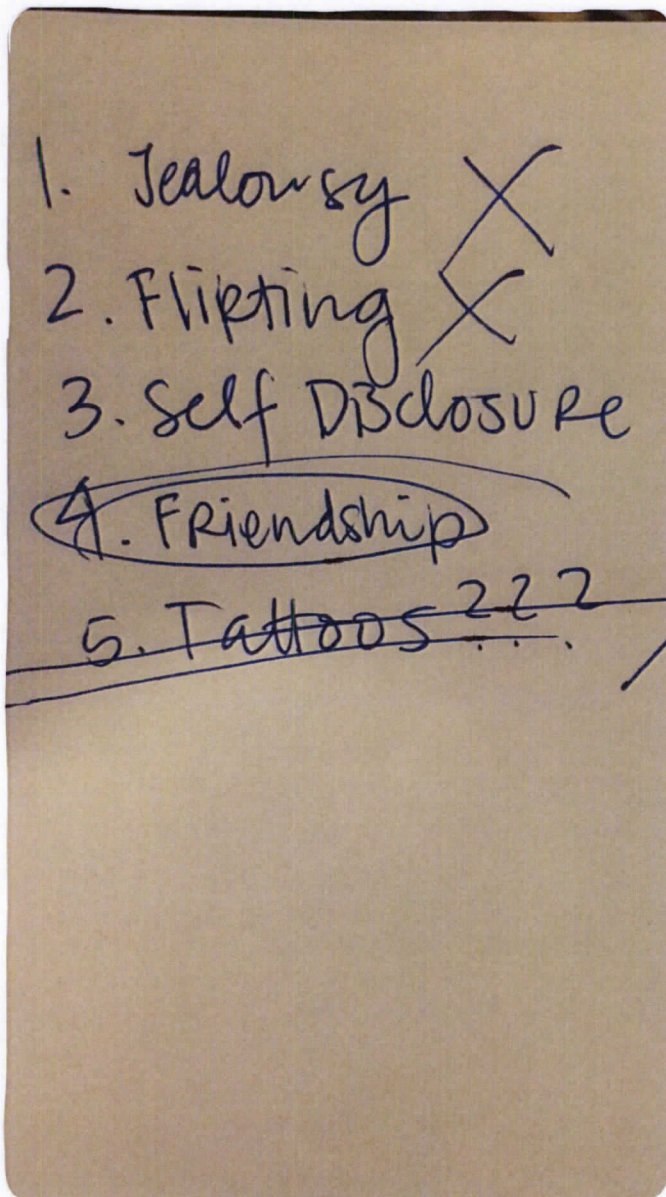 1. Jealousy X
2. Flirting X
3. Self Disclosure
4. Friendship
5. Tattoos???